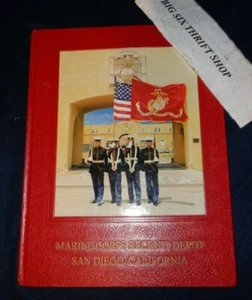 BIG SIX THRIFT SHOP
MARINE CORPS RECRUIT DEPOT
SAN DIEGO, CALIFORNIA